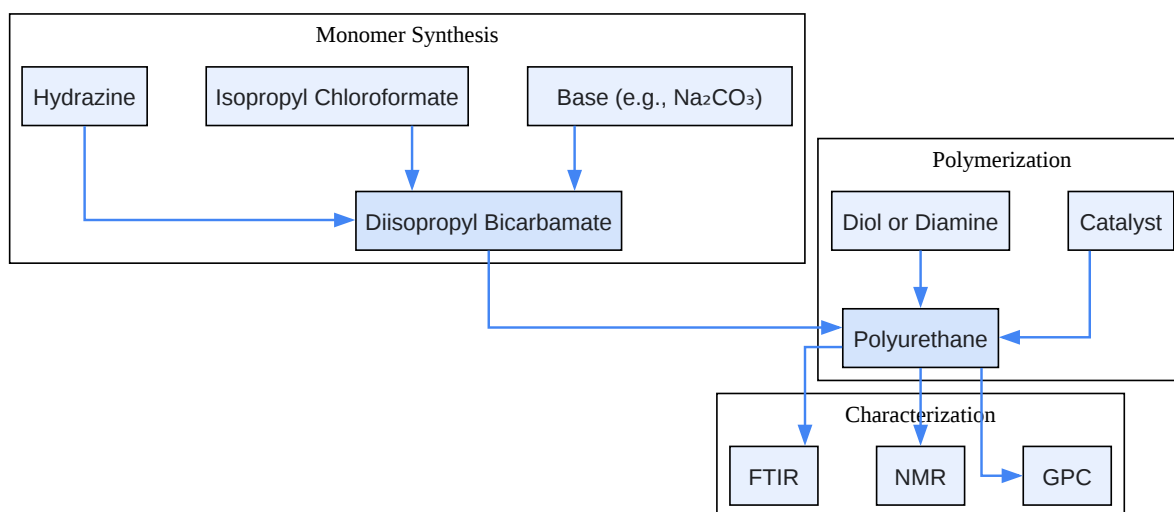 Monomer Synthesis
Hydrazine
Isopropyl Chloroformate
Base (e.g., Na₂CO₃)
Diisopropyl Bicarbamate
Polymerization
Diol or Diamine
Catalyst
Polyurethane
Characterization
FTIR
NMR
GPC